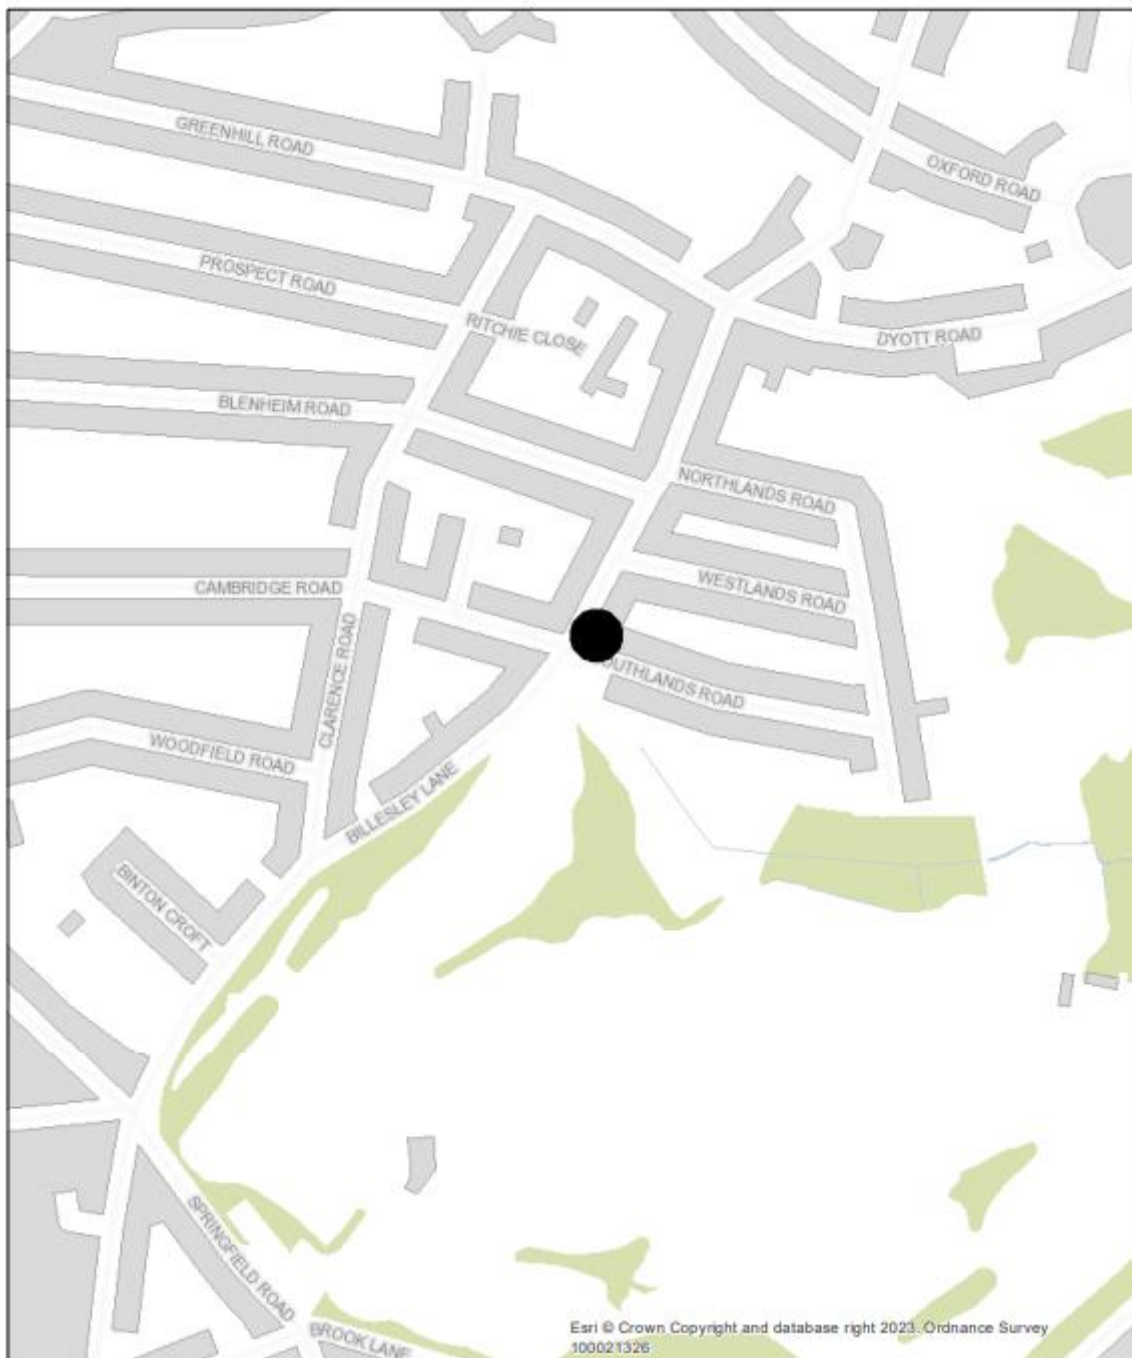 GREENHILL ROAD
OXFORD ROAD
PROSPECT ROAD
RITCHIE CLOSE
DYOTT ROAD
BLENHEIM ROAD
NORTHLANDS ROAD
WESTLANDS ROAD
CAMBRIDGE ROAD
CLARENCE ROAD
OUTHLANDS ROAD
WOODFIELD ROAD
BILLESLEY LANE
BINTON CROFT
SPRINGFIELD ROAD
BROOK LANE
Esri © Crown Copyright and database right 2023. Ordnance Survey
100021326